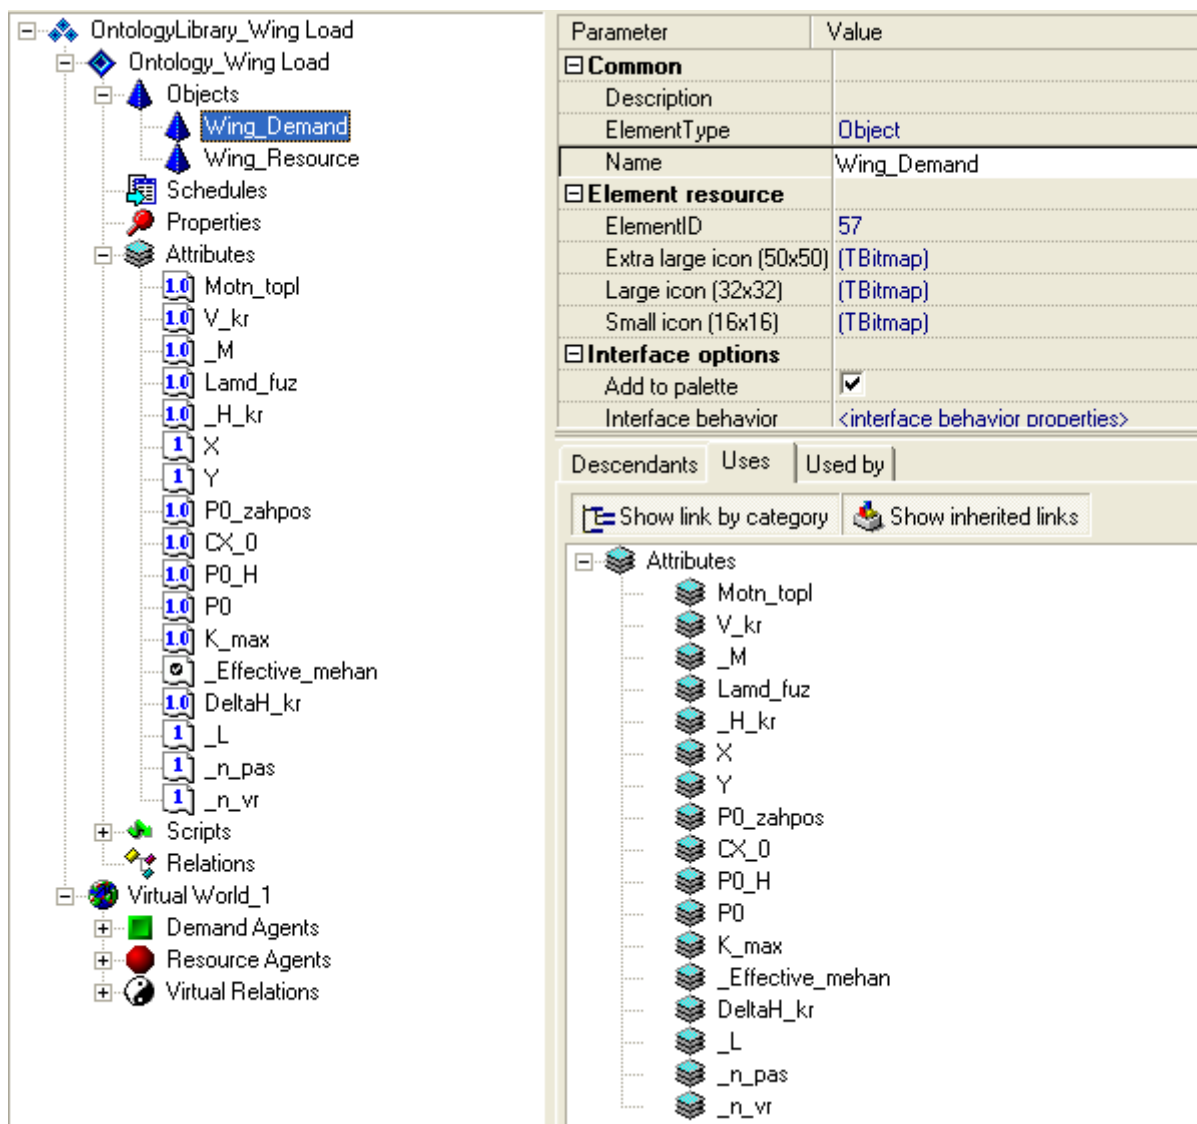 OntologyLibrary_Wing Load
Ontology_Wing Load
Objects
Wing_Demand
Wing_Resource
Schedules
Properties
Attributes
1.0 Motn_topl
1.0 V_kr
1.0 _M
1.0 Lamd_fuz
1.0 _H_kr
1 X
1 Y
1.0 P0_zahpos
1.0 CX_0
1.0 P0_H
1.0 P0
1.0 K_max
_Effective_mehan
1.0 DeltaH_kr
1 _L
1 _n_pas
1 _n_vr
Scripts
Relations
Virtual World_1
Demand Agents
Resource Agents
Virtual Relations
Parameter Value
Common
Description
ElementType Object
Name Wing_Demand
Element resource
ElementID 57
Extra large icon (50x50) (TBitmap)
Large icon (32x32) (TBitmap)
Small icon (16x16) (TBitmap)
Interface options
Add to palette
Interface behavior <interface behavior properties>
Descendants Uses Used by
Show link by category Show inherited links
Attributes
Motn_topl
V_kr
_M
Lamd_fuz
_H_kr
X
Y
P0_zahpos
CX_0
P0_H
P0
K_max
_Effective_mehan
DeltaH_kr
_L
_n_pas
_n_vr